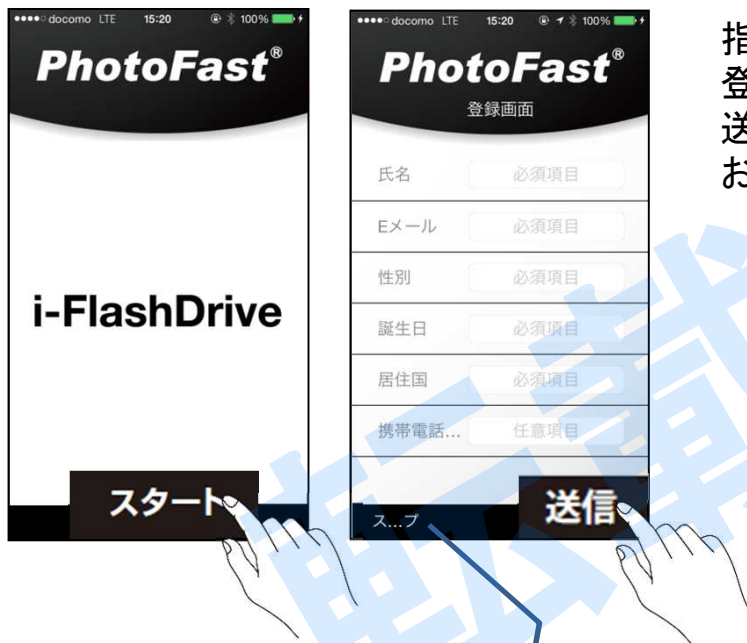 docomo LTE 15:20 100%
PhotoFast®
i-FlashDrive
スタート
docomo LTE 15:20 100%
PhotoFast®
登録画面
氏名 必須項目
Eメール 必須項目
性別 必須項目
誕生日 必須項目
居住国 必須項目
携帯電話... 任意項目
ス...プ
送信
指
登
送
お
転載